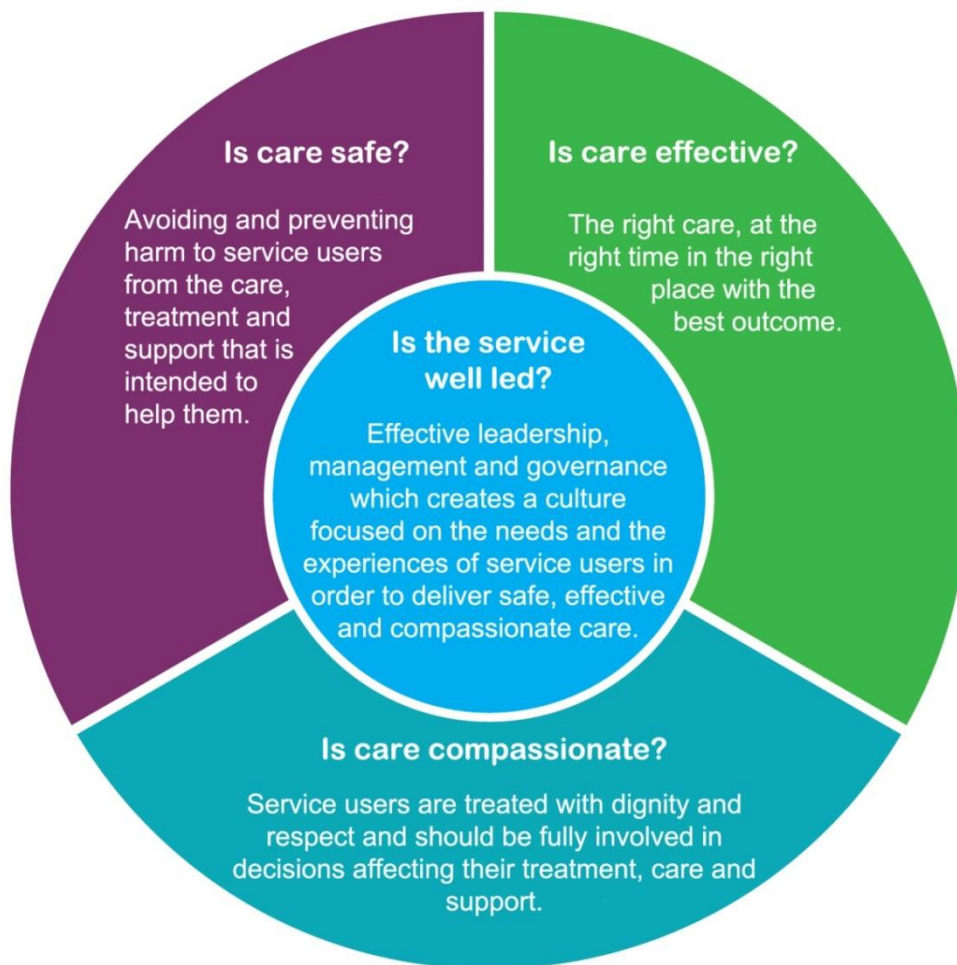 Is care safe?
Avoiding and preventing
harm to service users
from the care,
treatment and
support that is
intended to
help them.
Is care effective?
The right care, at the
right time in the right
place with the
best outcome.
Is the service
well led?
Effective leadership,
management and governance
which creates a culture
focused on the needs and the
experiences of service users in
order to deliver safe, effective
and compassionate care.
Is care compassionate?
Service users are treated with dignity and
respect and should be fully involved in
decisions affecting their treatment, care and
support.